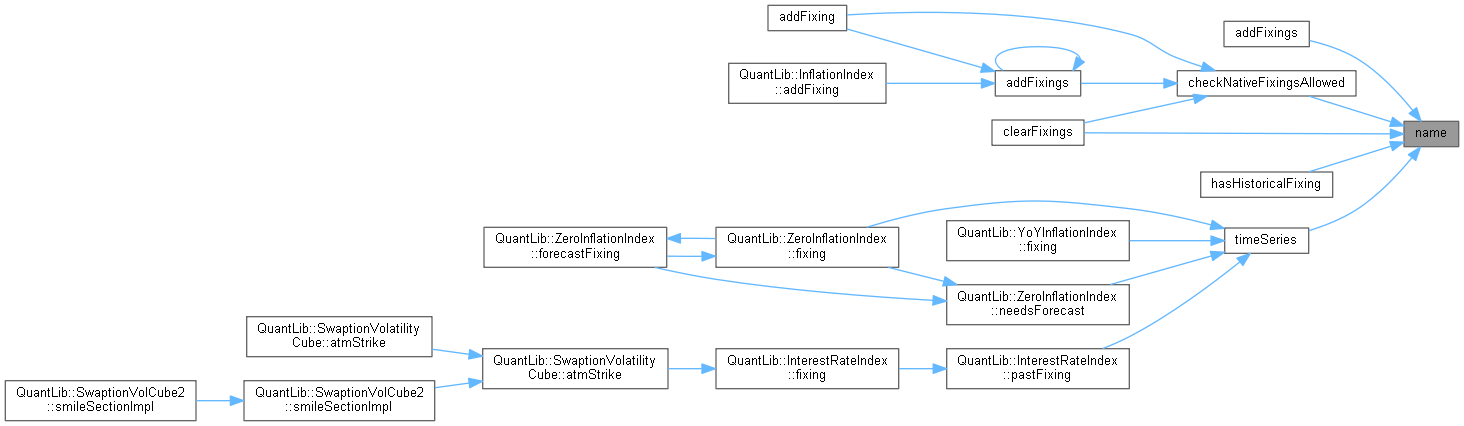 addFixing
addFixings
QuantLib::InflationIndex
::addFixing
addFixings
checkNativeFixingsAllowed
clearFixings
name
hasHistoricalFixing
QuantLib::ZeroInflationIndex
::forecastFixing
QuantLib::ZeroInflationIndex
::fixing
QuantLib::YoYInflationIndex
::fixing
timeSeries
QuantLib::ZeroInflationIndex
::needsForecast
QuantLib::SwaptionVolatility
Cube::atmStrike
QuantLib::SwaptionVolatility
Cube::atmStrike
QuantLib::InterestRateIndex
::fixing
QuantLib::InterestRateIndex
::pastFixing
QuantLib::SwaptionVolCube2
::smileSectionImpl
QuantLib::SwaptionVolCube2
::smileSectionImpl